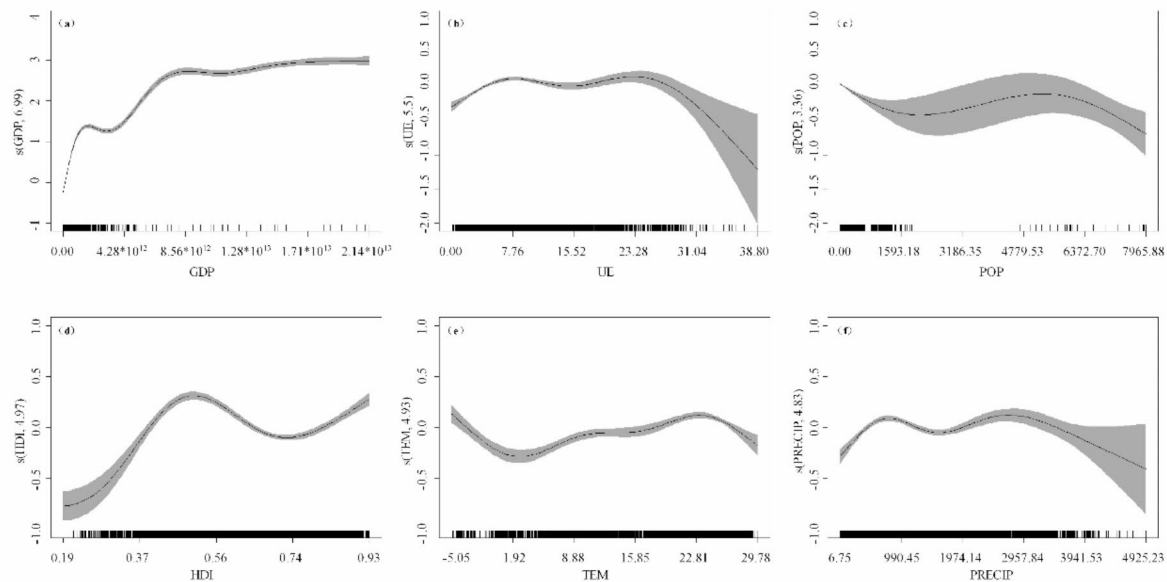 (a)
s(GDP, 6.99)
-1 0 1 2 3 4
0.00 4.28*10^12 8.56*10^12 1.28*10^13 1.71*10^13 2.14*10^13
GDP
(b)
s(UE, 5.5)
-2.0 -1.5 -1.0 -0.5 0.0 0.5 1.0
0.00 7.76 15.52 23.28 31.04 38.80
UE
(c)
s(POP, 3.36)
-2.0 -1.5 -1.0 -0.5 0.0 0.5 1.0
0.00 1593.18 3186.35 4779.53 6372.70 7965.88
POP
(d)
s(HDI, 4.97)
-1.0 -0.5 0.0 0.5 1.0
0.19 0.37 0.56 0.74 0.93
HDI
(e)
s(TEM, 4.93)
-1.0 -0.5 0.0 0.5 1.0
-5.05 1.92 8.88 15.85 22.81 29.78
TEM
(f)
s(PRECIP, 4.83)
-1.0 -0.5 0.0 0.5 1.0
6.75 990.45 1974.14 2957.84 3941.53 4925.23
PRECIP